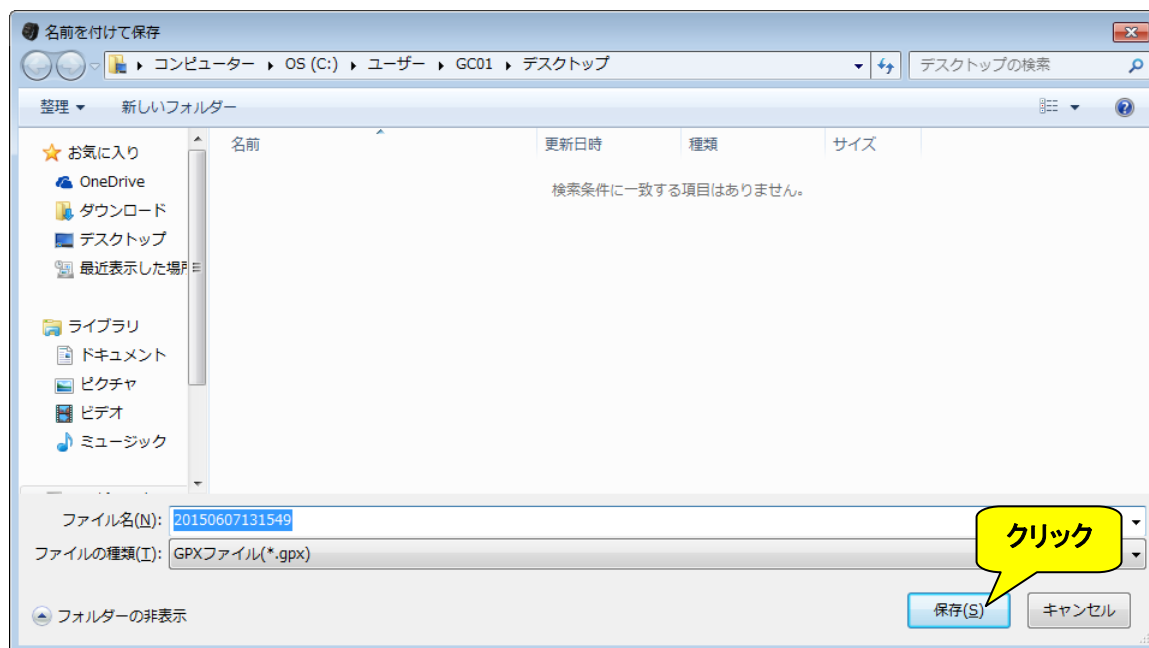 名前を付けて保存
コンピューター ▸ OS (C:) ▸ ユーザー ▸ GC01 ▸ デスクトップ
デスクトップの検索
整理 ▼ 新しいフォルダー
名前 更新日時 種類 サイズ
検索条件に一致する項目はありません。
お気に入り
OneDrive
ダウンロード
デスクトップ
最近表示した場所
ライブラリ
ドキュメント
ピクチャ
ビデオ
ミュージック
ファイル名(N): 20150607131549
ファイルの種類(T): GPXファイル(*.gpx)
クリック
フォルダーの非表示
保存(S) キャンセル